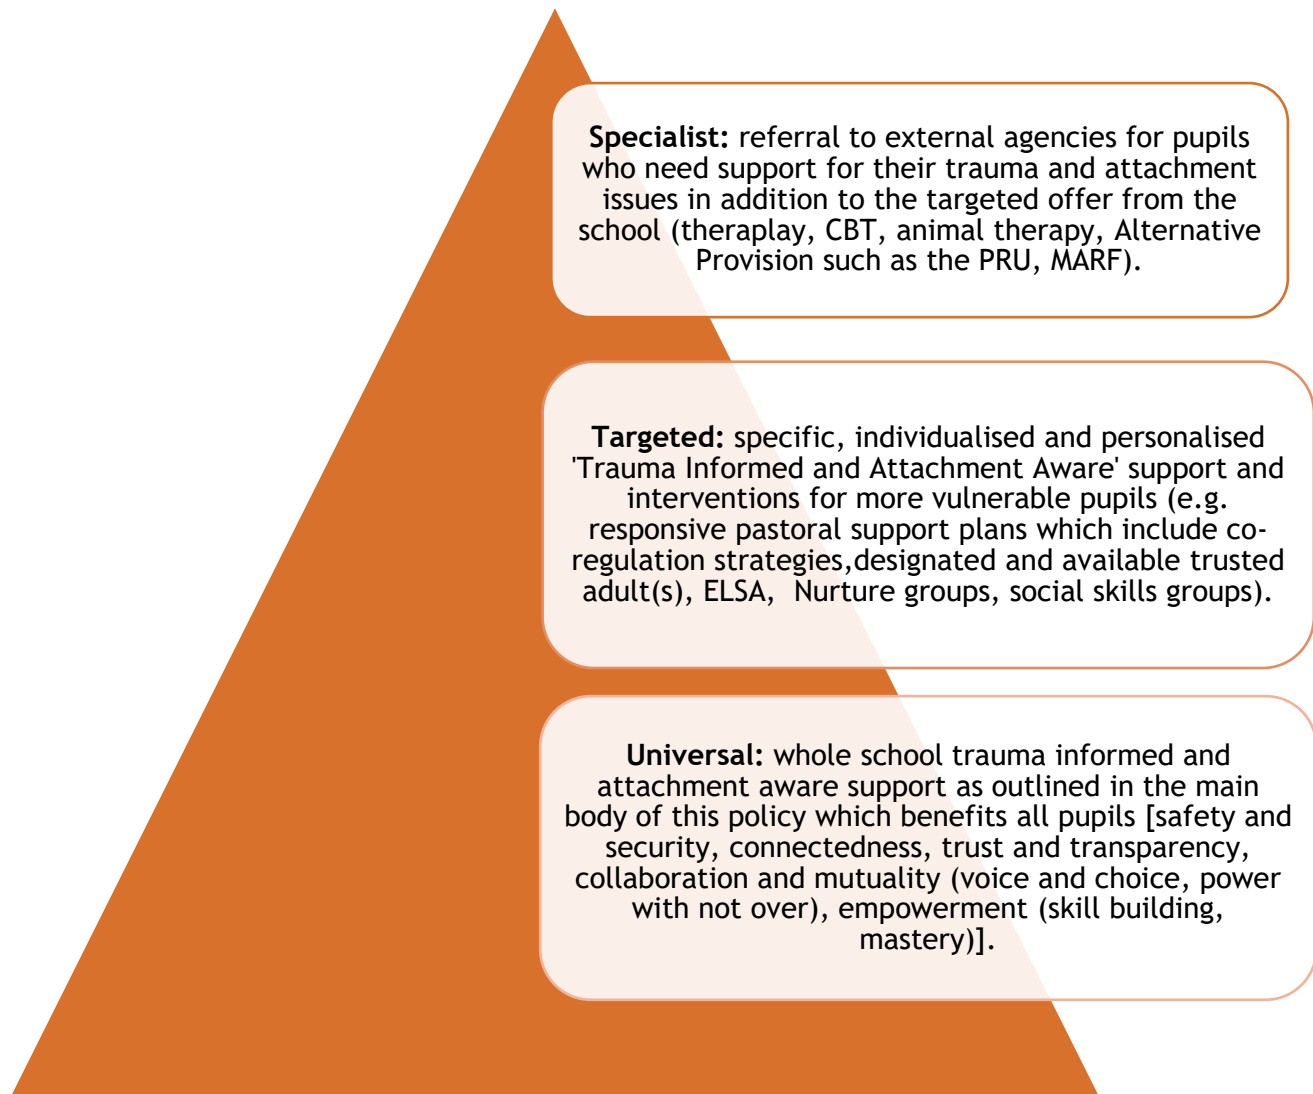 Specialist: referral to external agencies for pupils
who need support for their trauma and attachment
issues in addition to the targeted offer from the
school (theraplay, CBT, animal therapy, Alternative
Provision such as the PRU, MARF).
Targeted: specific, individualised and personalised
'Trauma Informed and Attachment Aware' support and
interventions for more vulnerable pupils (e.g.
responsive pastoral support plans which include co-
regulation strategies,designated and available trusted
adult(s), ELSA,  Nurture groups, social skills groups).
Universal: whole school trauma informed and
attachment aware support as outlined in the main
body of this policy which benefits all pupils [safety and
security, connectedness, trust and transparency,
collaboration and mutuality (voice and choice, power
with not over), empowerment (skill building,
mastery)].